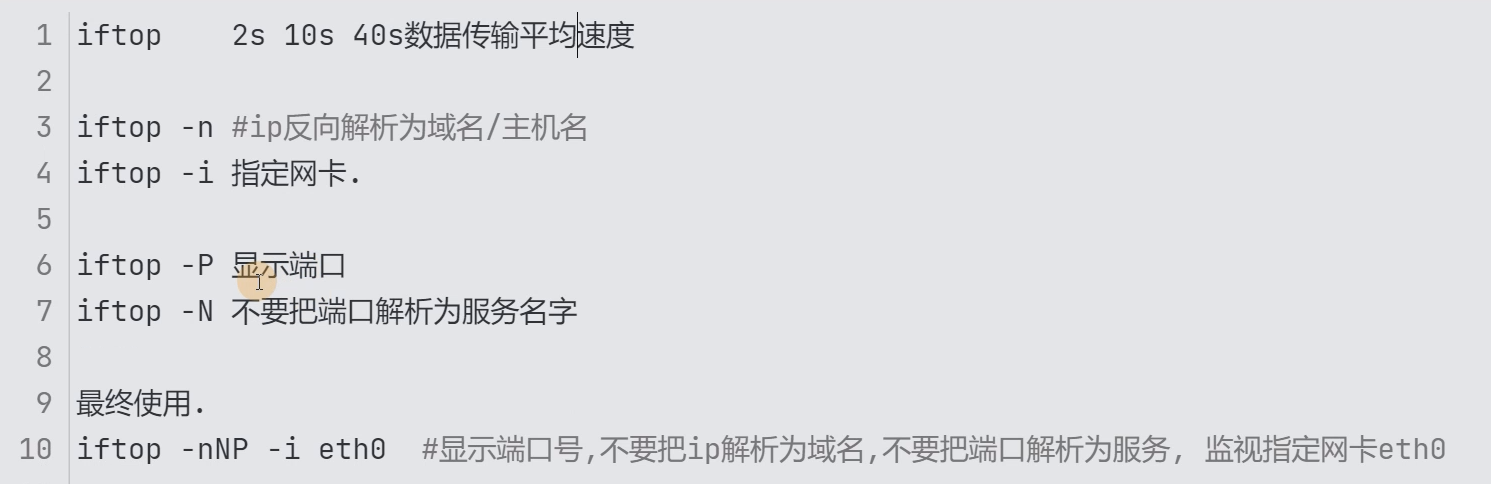 1 iftop    2s 10s 40s数据传输平均速度
2
3 iftop -n #ip反向解析为域名/主机名
4 iftop -i 指定网卡.
5
6 iftop -P 显示端口
7 iftop -N 不要把端口解析为服务名字
8
9 最终使用.
10 iftop -nNP -i eth0  #显示端口号,不要把ip解析为域名,不要把端口解析为服务, 监视指定网卡eth0